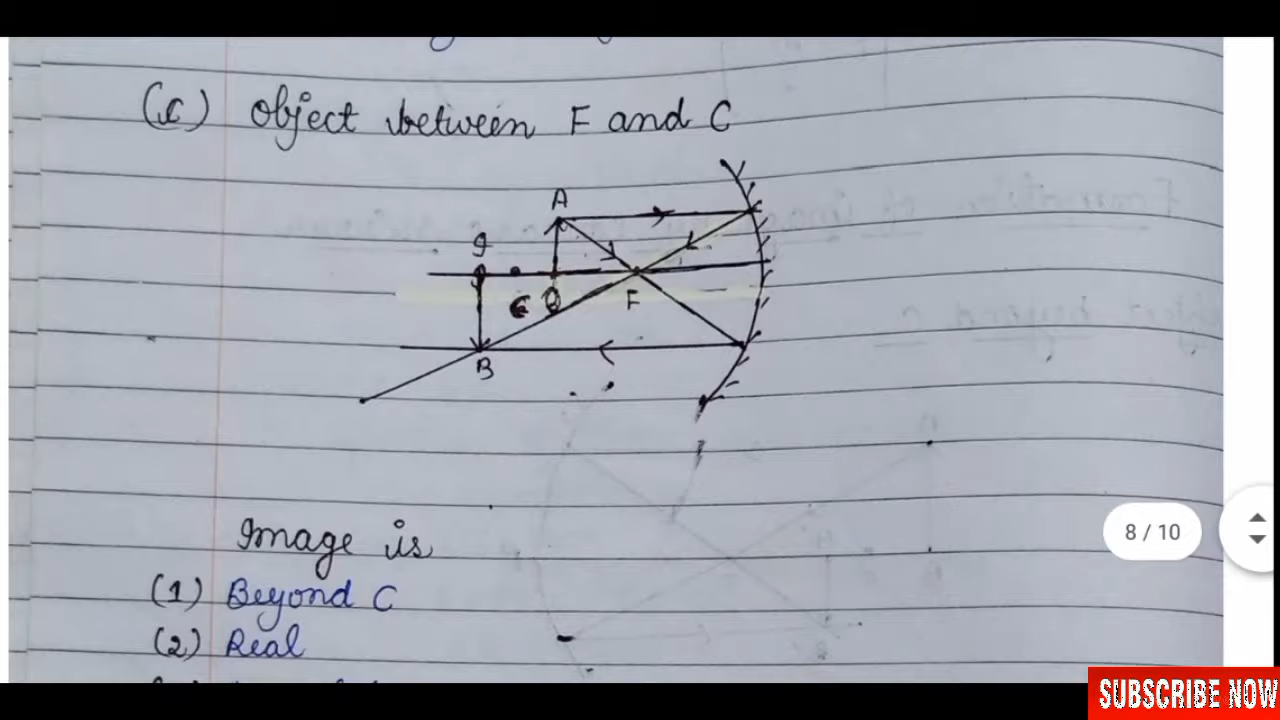 (c) Object between F and C
A
I
C O F
B
Image is
8 / 10
(1) Beyond C
(2) Real
SUBSCRIBE NOW